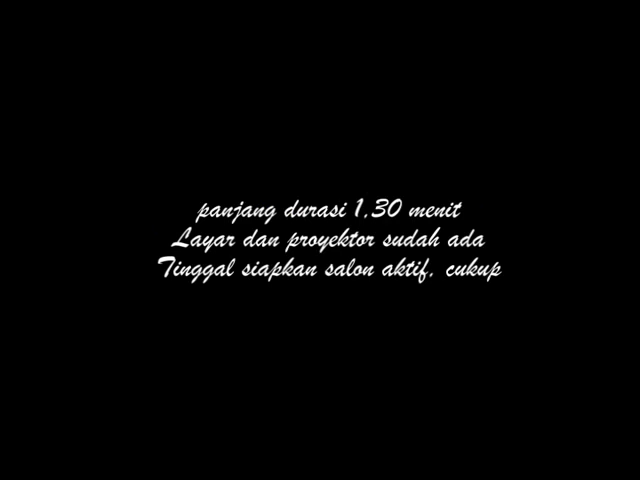 panjang durasi 1,30 menit
Layar dan proyektor sudah ada
Tinggal siapkan salon aktif, cukup